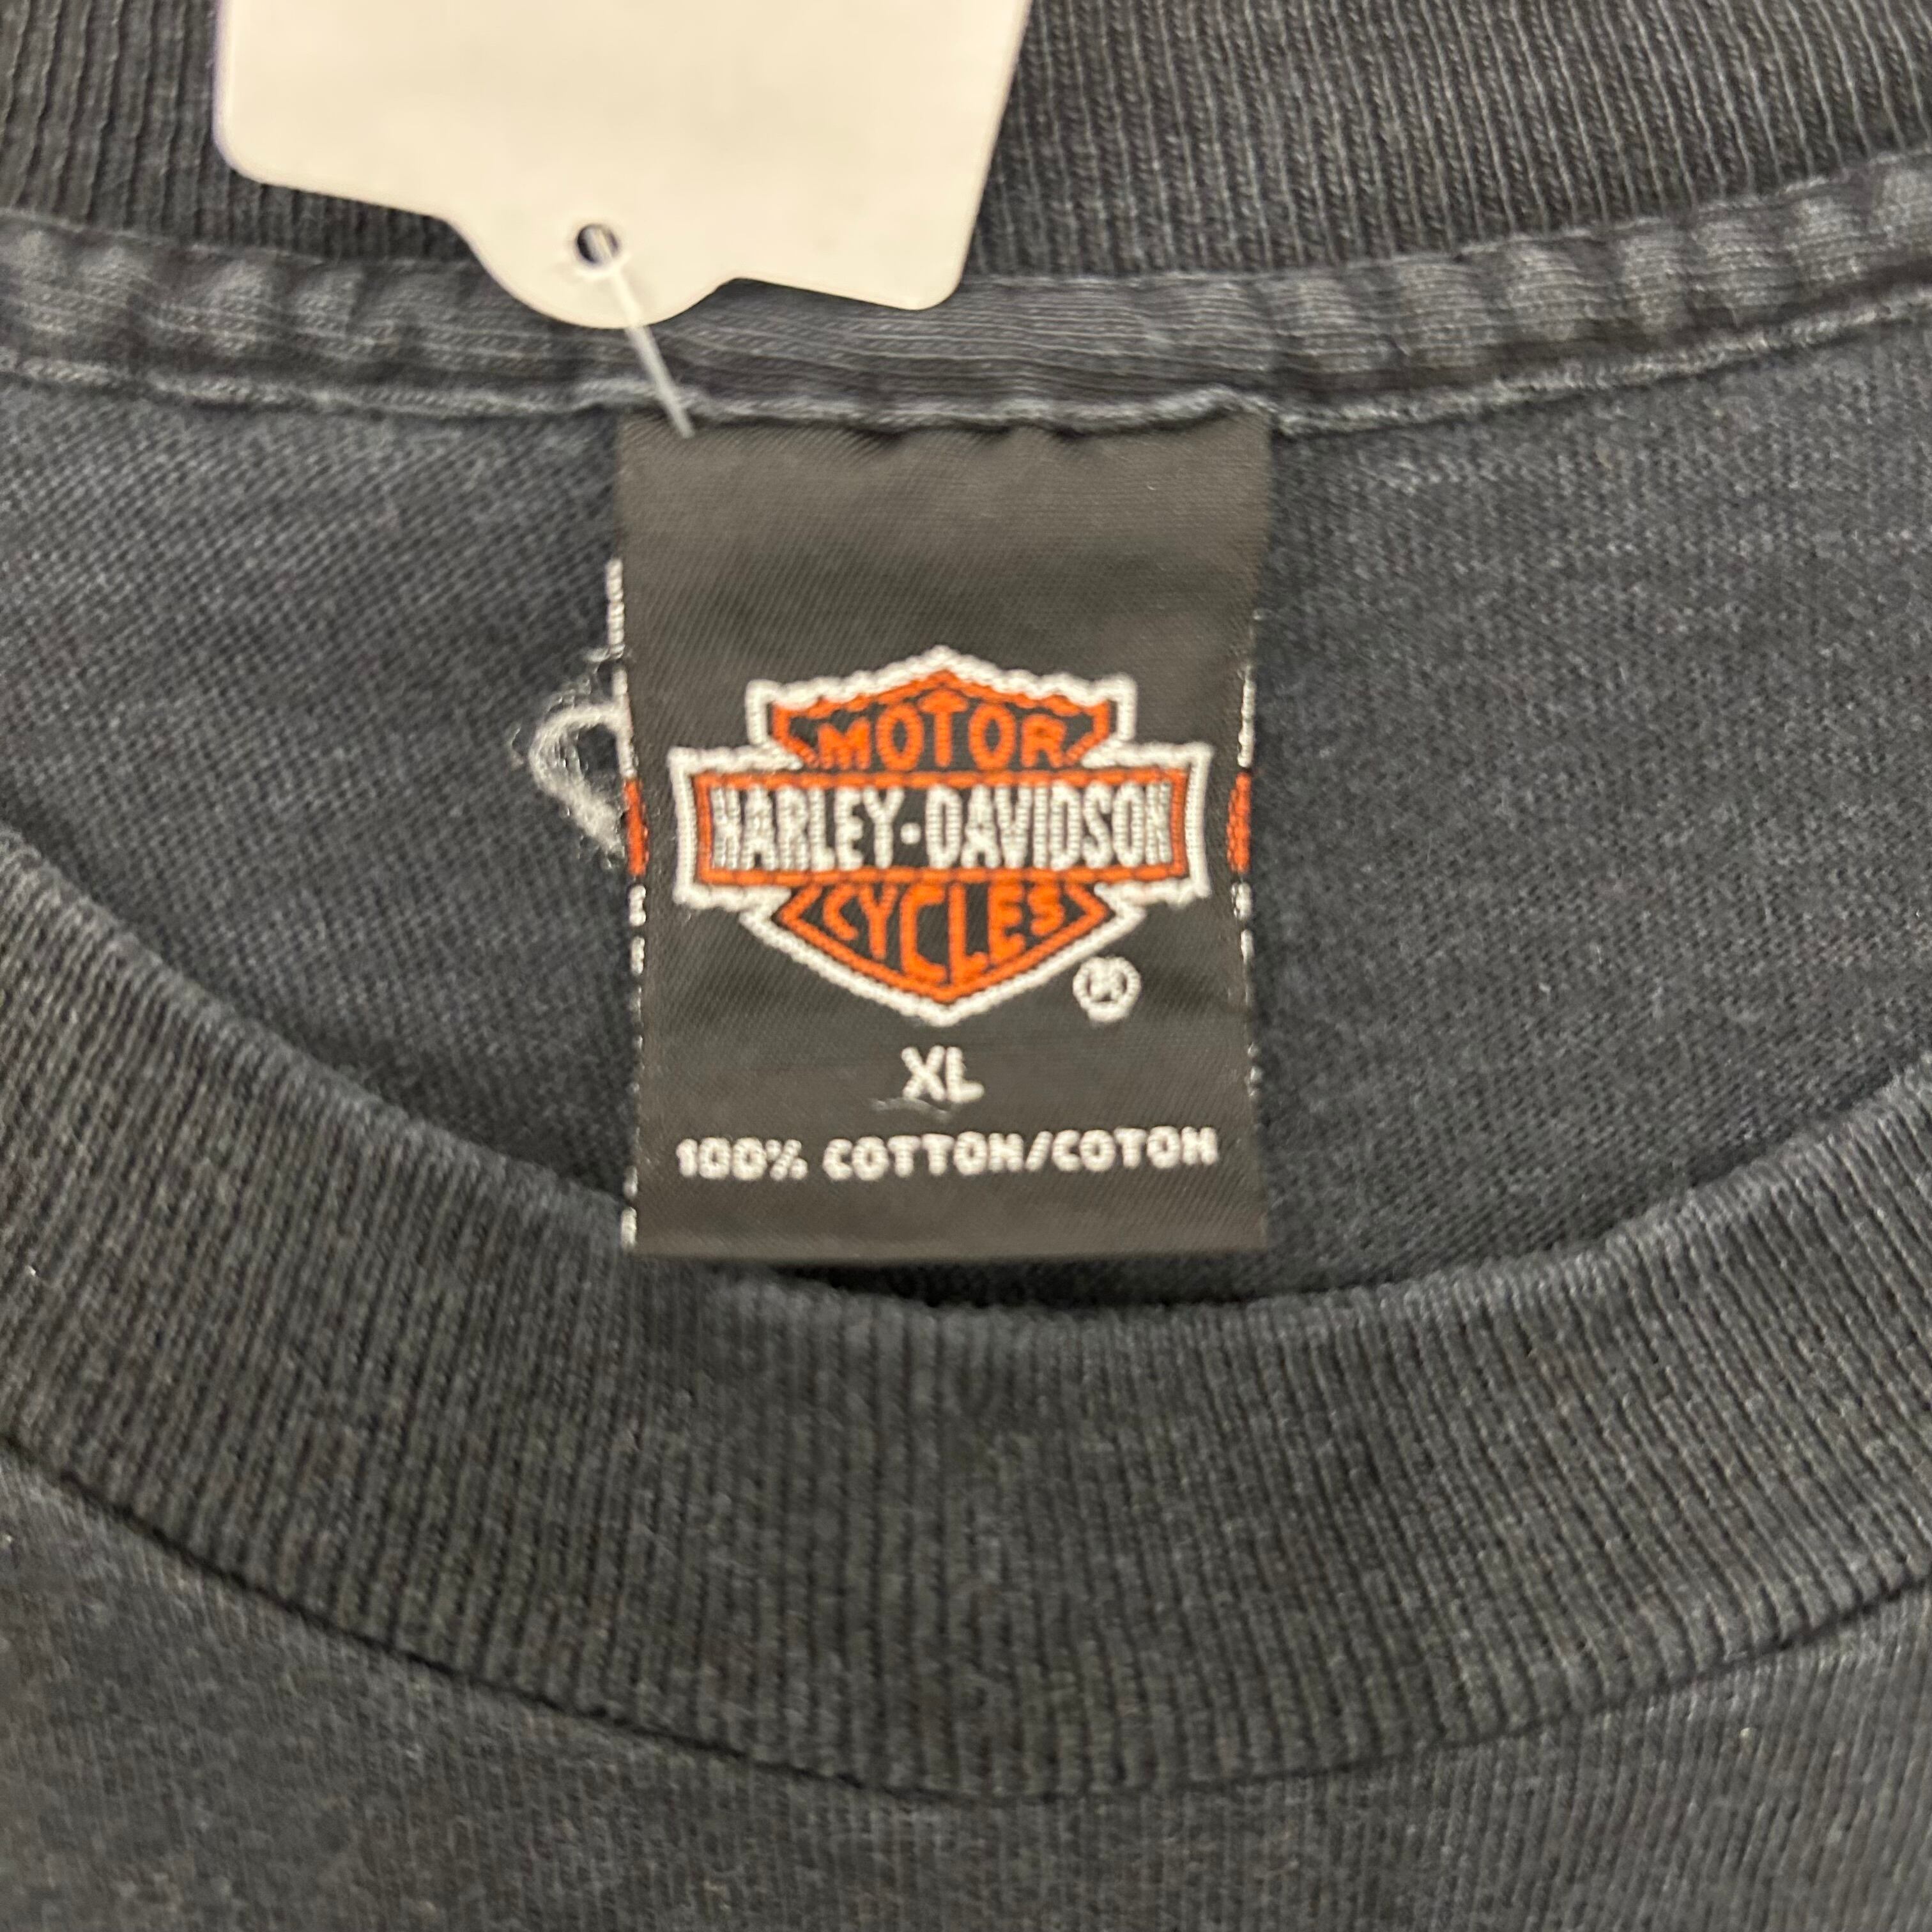 MOTOR
HARLEY-DAVIDSON
CYCLES
®
XL
100% COTTON/COTON